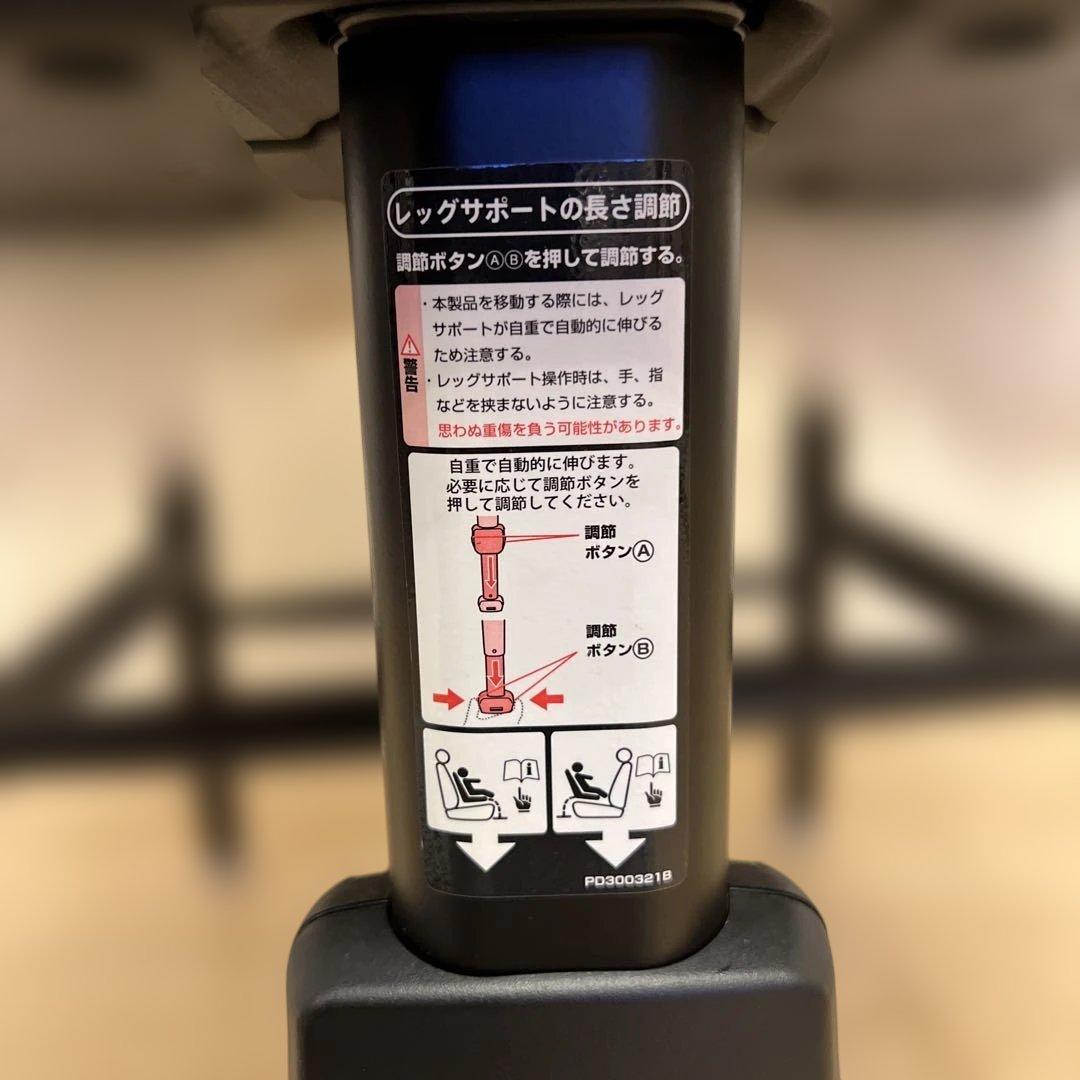 レッグサポートの長さ調節
調節ボタンⒶⒷを押して調節する。
警告
・本製品を移動する際には、レッグ
サポートが自重で自動的に伸びる
ため注意する。
・レッグサポート操作時は、手、指
などを挟まないように注意する。
思わぬ重傷を負う可能性があります。
自重で自動的に伸びます。
必要に応じて調節ボタンを
押して調節してください。
調節
ボタンⒶ
調節
ボタンⒷ
PD300321B